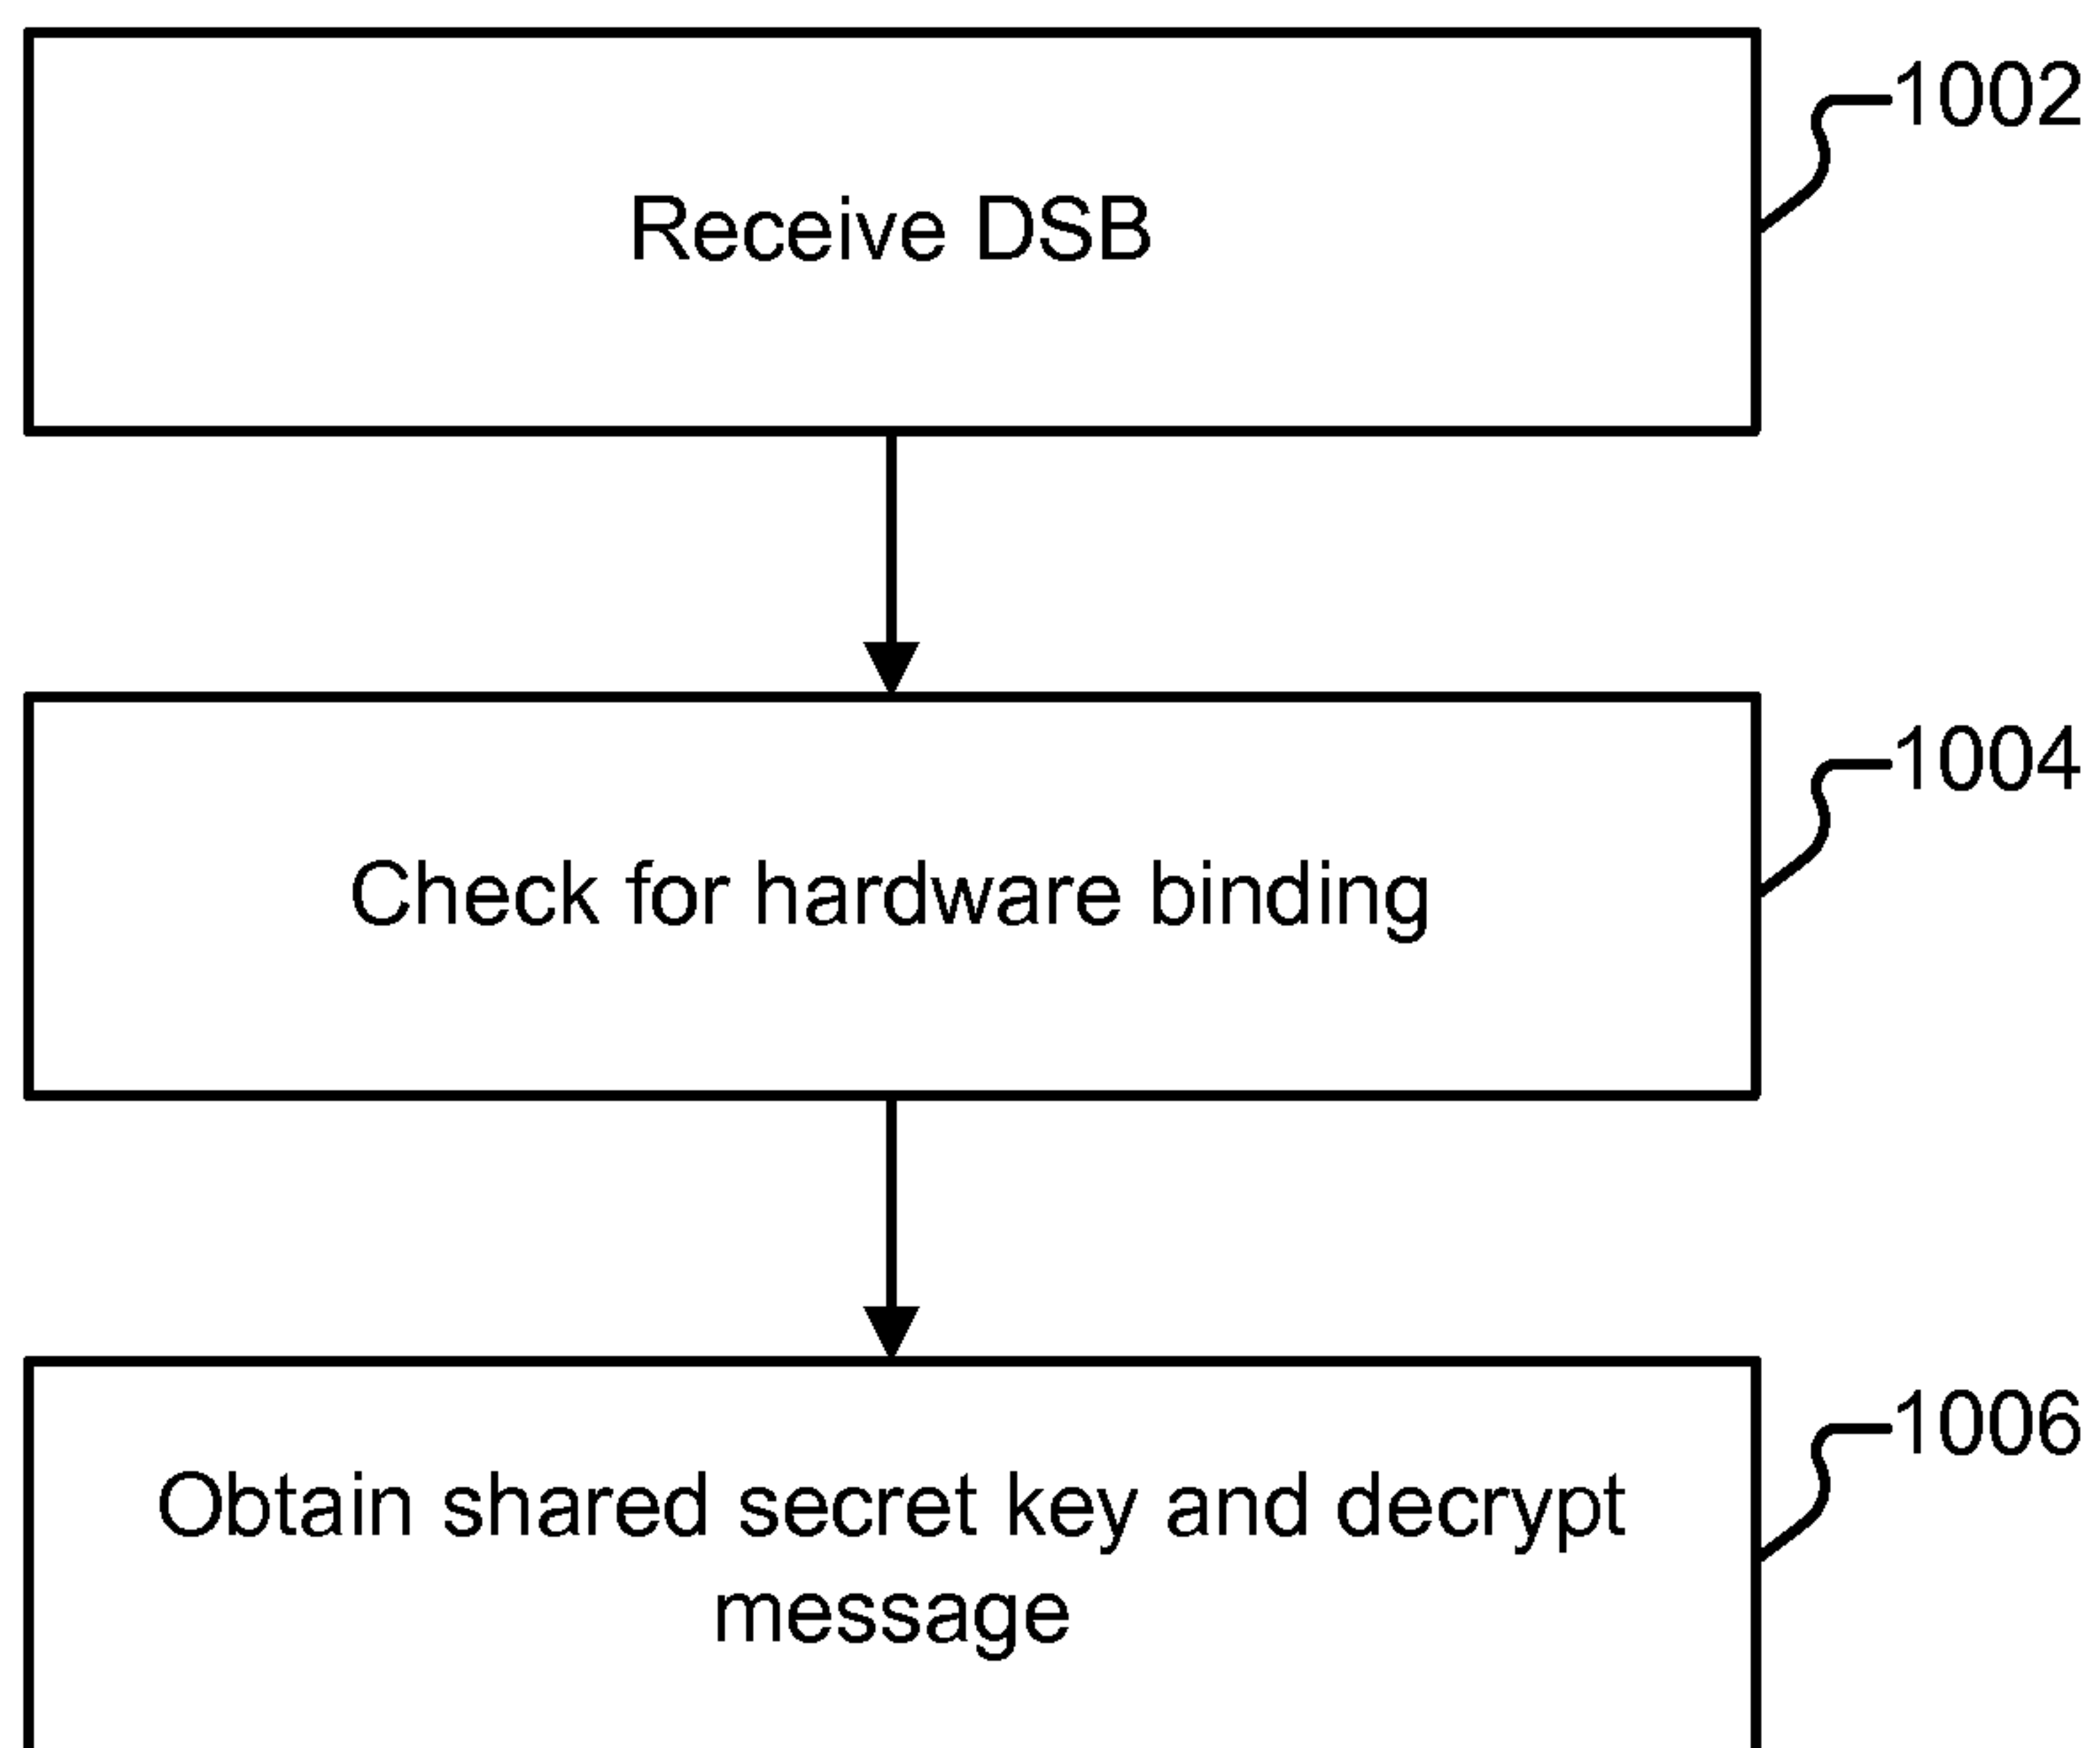 1002
Receive DSB
1004
Check for hardware binding
1006
Obtain shared secret key and decrypt
message